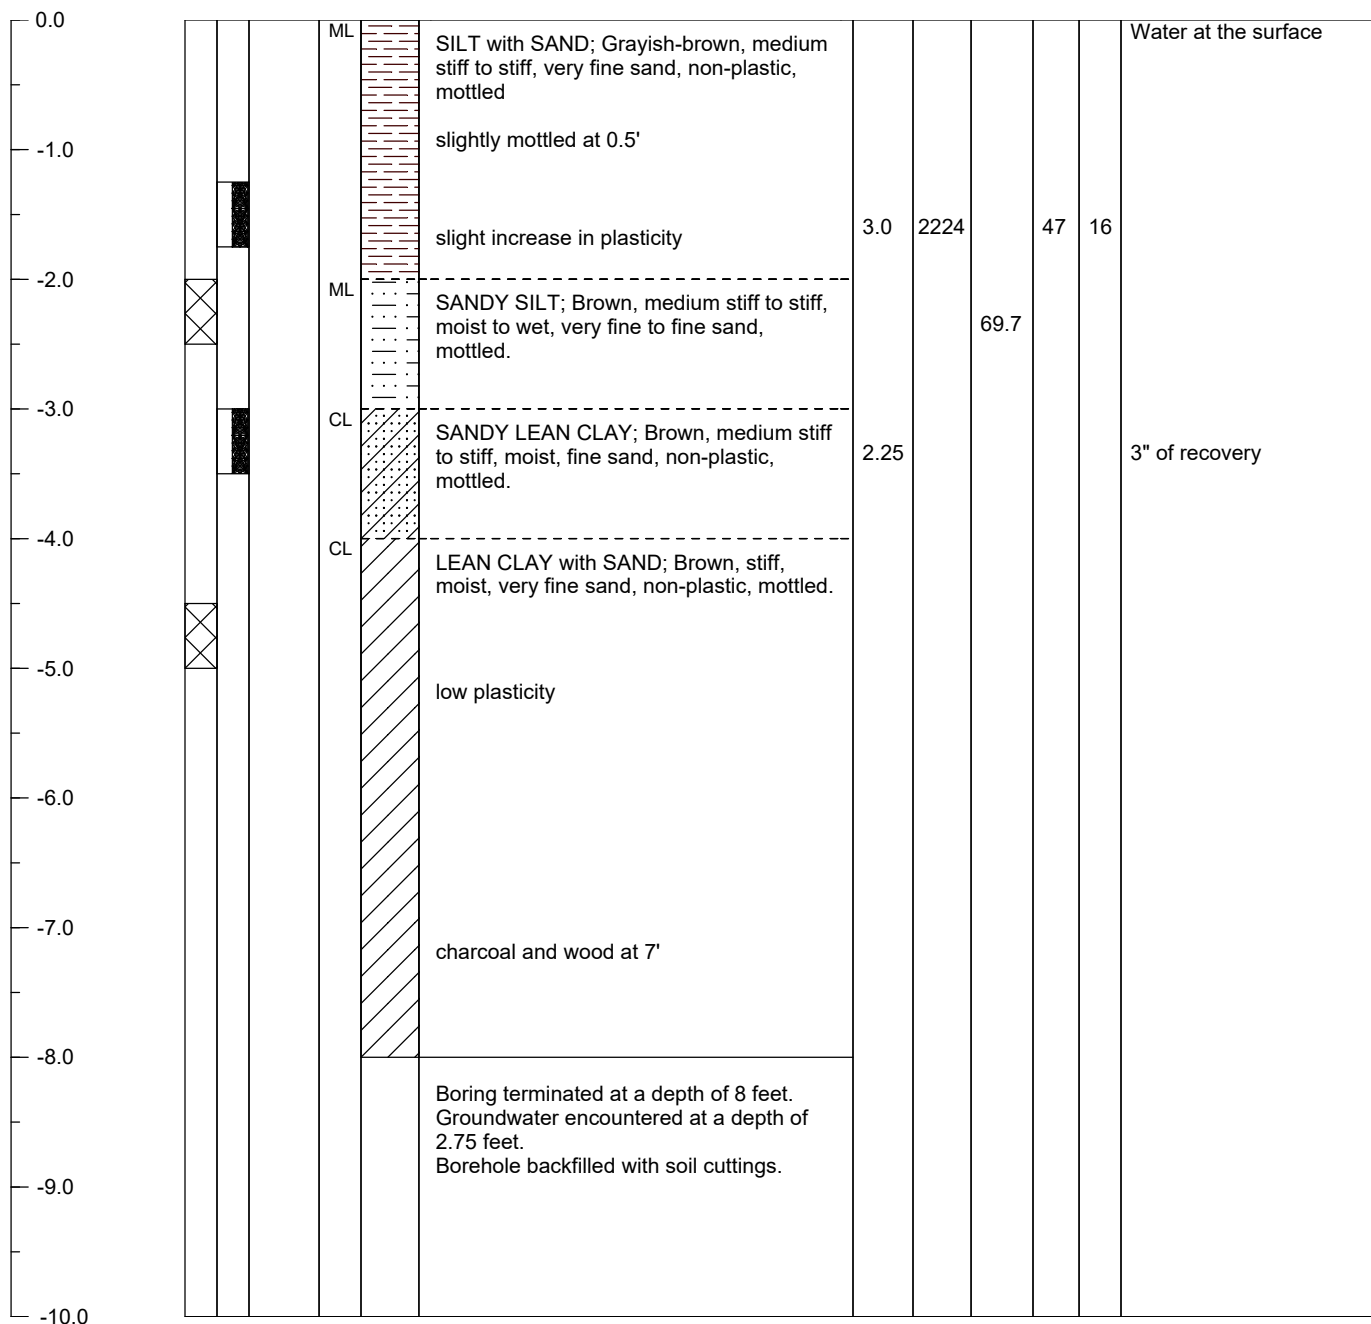 0.0
ML
SILT with SAND; Grayish-brown, medium
stiff to stiff, very fine sand, non-plastic,
mottled
Water at the surface
slightly mottled at 0.5'
-1.0
slight increase in plasticity
3.0
2224
47
16
-2.0
ML
SANDY SILT; Brown, medium stiff to stiff,
moist to wet, very fine to fine sand,
mottled.
69.7
-3.0
CL
SANDY LEAN CLAY; Brown, medium stiff
to stiff, moist, fine sand, non-plastic,
mottled.
2.25
3" of recovery
-4.0
CL
LEAN CLAY with SAND; Brown, stiff,
moist, very fine sand, non-plastic, mottled.
-5.0
low plasticity
-6.0
-7.0
charcoal and wood at 7'
-8.0
Boring terminated at a depth of 8 feet.
Groundwater encountered at a depth of
2.75 feet.
Borehole backfilled with soil cuttings.
-9.0
-10.0